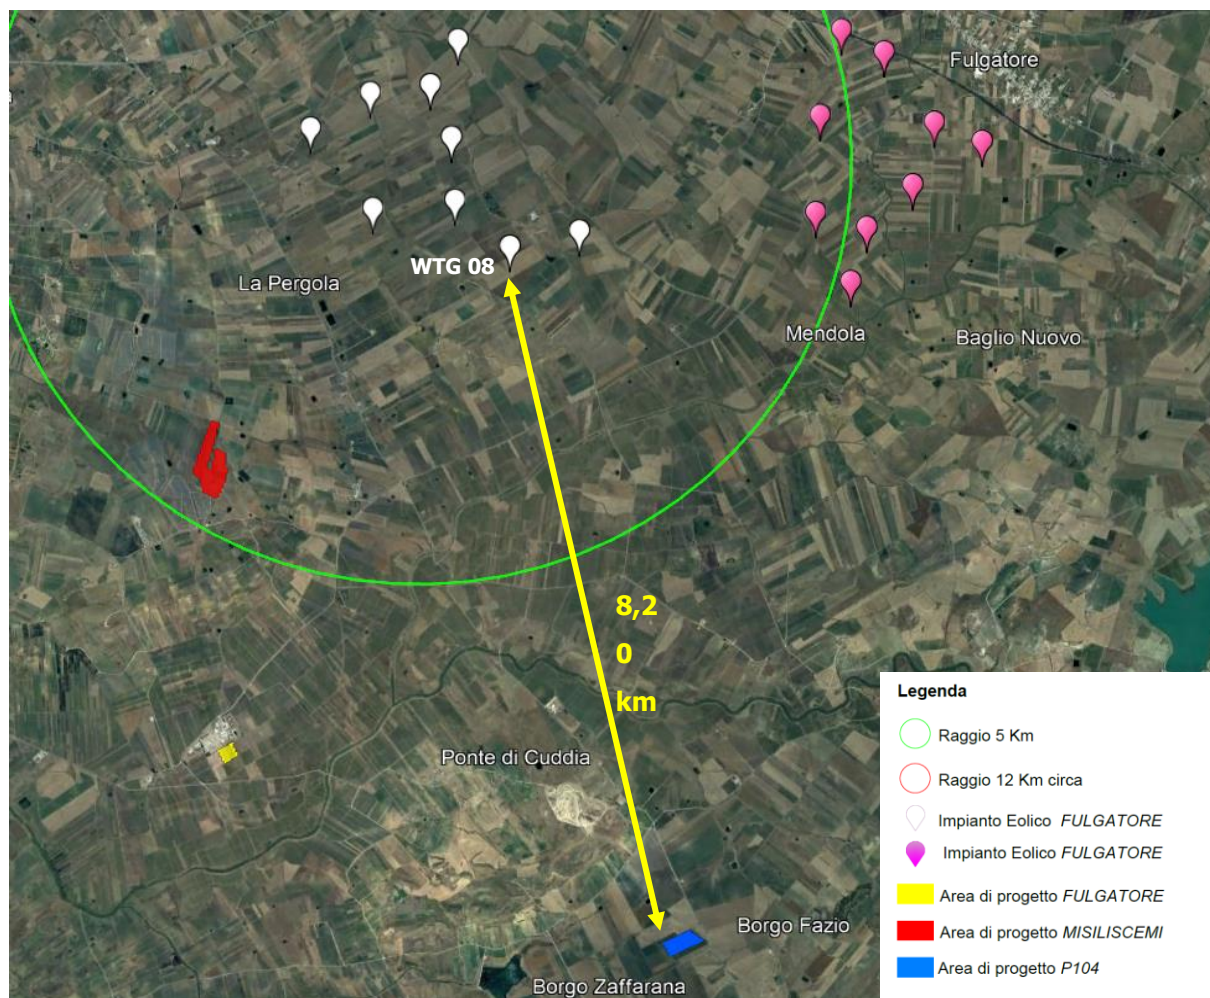 Fulgatore
WTG 08
La Pergola
Mendola
Baglio Nuovo
8,2
0
km
Ponte di Cuddia
Borgo Fazio
Borgo Zaffarana
Legenda
Raggio 5 Km
Raggio 12 Km circa
Impianto Eolico FULGATORE
Impianto Eolico FULGATORE
Area di progetto FULGATORE
Area di progetto MISILISCEMI
Area di progetto P104